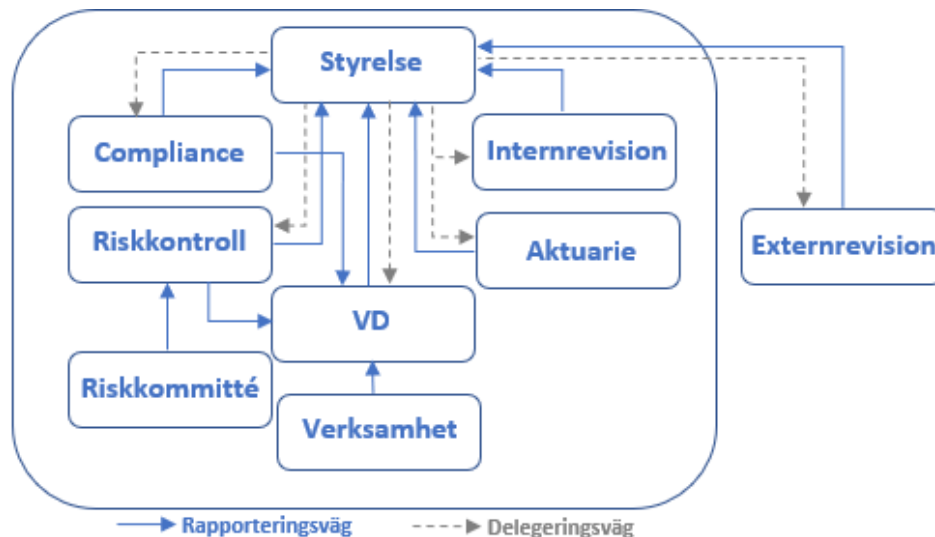 Styrelse
Compliance
Internrevision
Riskkontroll
Aktuarie
Externrevision
VD
Riskkommitté
Verksamhet
Rapporteringsväg
Delegeringsväg